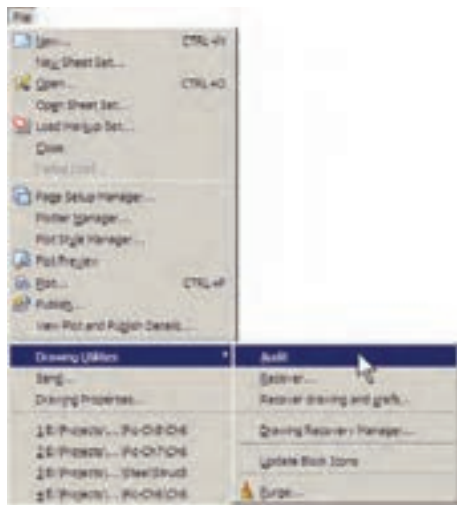 File
New... CTRL+N
New Sheet Set...
Open... CTRL+O
Open Sheet Set...
Load Markup Set...
Close
Page Setup Manager...
Plotter Manager...
Plot Style Manager...
Plot Preview
Plot... CTRL+P
Publish...
View Plot and Publish Details...
Drawing Utilities
Send...
Drawing Properties...
Audit
Recover...
Recover drawing and xrefs...
Drawing Recovery Manager...
Update Block Icons
Purge...